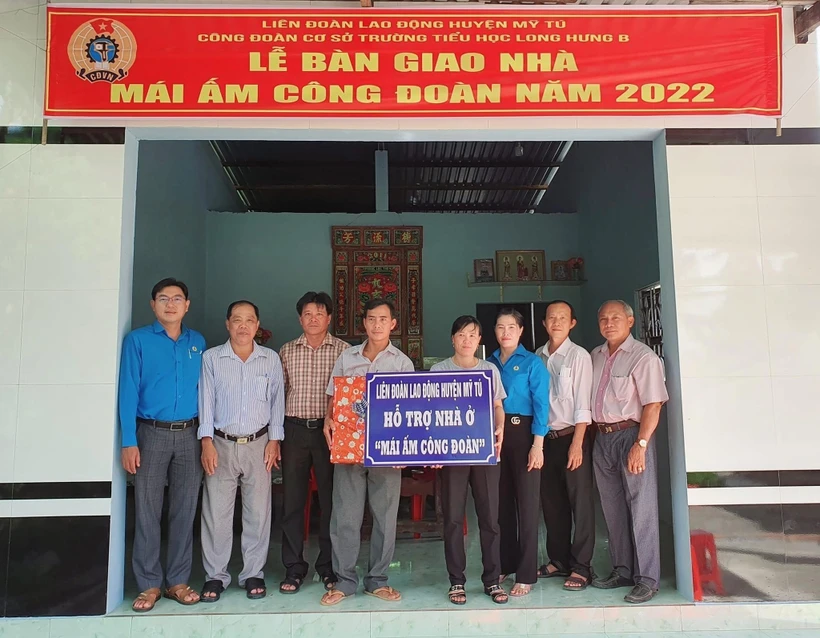 LIÊN ĐOÀN LAO ĐỘNG HUYỆN MỸ TÚ
CÔNG ĐOÀN CƠ SỞ TRƯỜNG TIỂU HỌC LONG HƯNG B
LỄ BÀN GIAO NHÀ
MÁI ẤM CÔNG ĐOÀN NĂM 2022
CĐVN
LIÊN ĐOÀN LAO ĐỘNG HUYỆN MỸ TÚ
HỖ TRỢ NHÀ Ở
“MÁI ẤM CÔNG ĐOÀN”